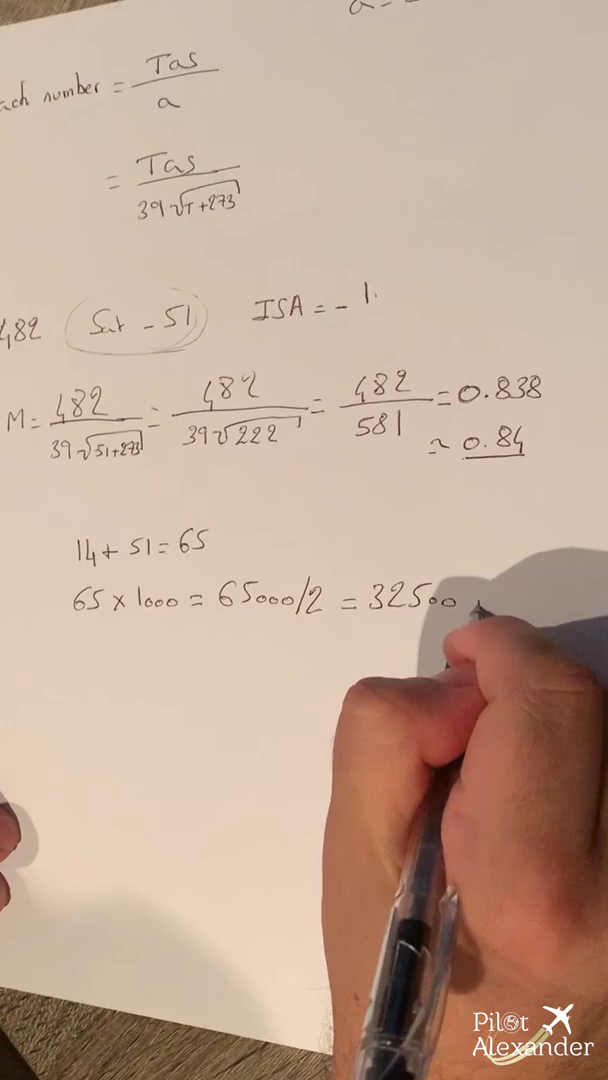 ach number = Tas / a
= Tas / 39√T+273
482 Sat - 51 ISA = - 1
M = 482 / 39√51+273 = 482 / 39√222 = 482 / 581 = 0.838
≈ 0.84
14 + 51 = 65
65 x 1000 = 65000/2 = 32500
Pilot
Alexander